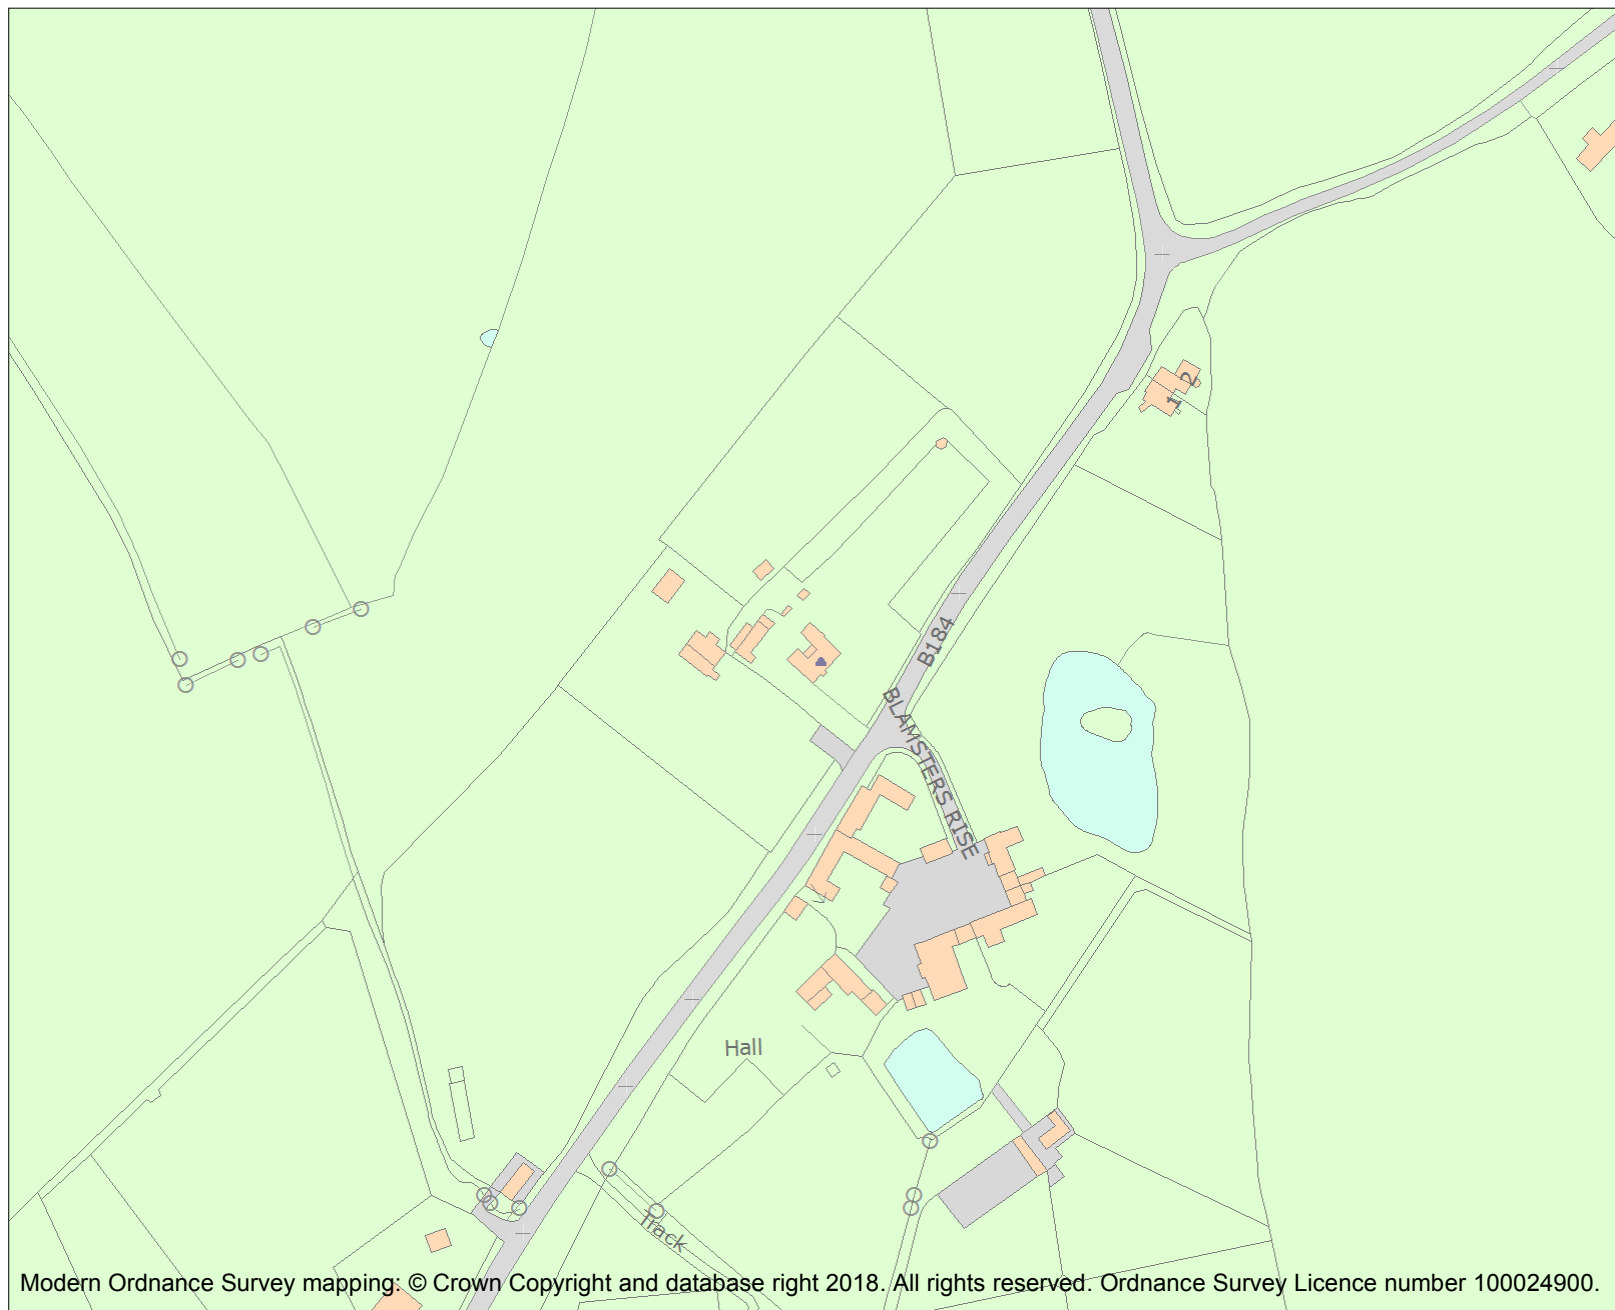 2
1
B184
BLAMSTERS RISE
Hall
Track
Modern Ordnance Survey mapping: © Crown Copyright and database right 2018. All rights reserved. Ordnance Survey Licence number 100024900.